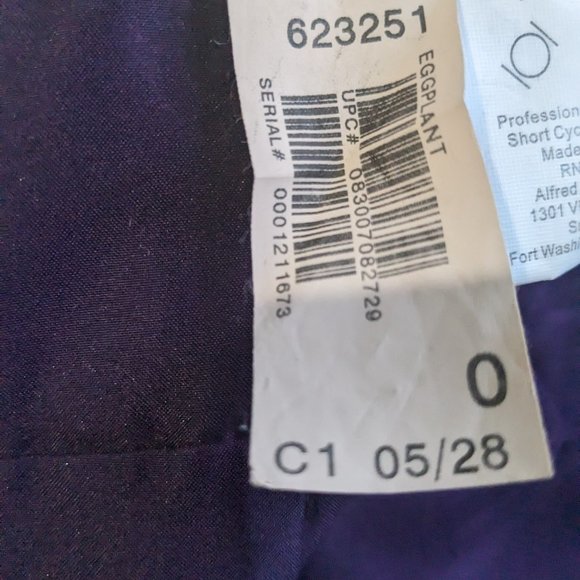 623251
EGGPLANT
UPC# 083007082729
SERIAL# 0001211673
0
C1 05/28
Profession
Short Cyc
Made
RN
Alfred
1301 V
S
Fort Wash